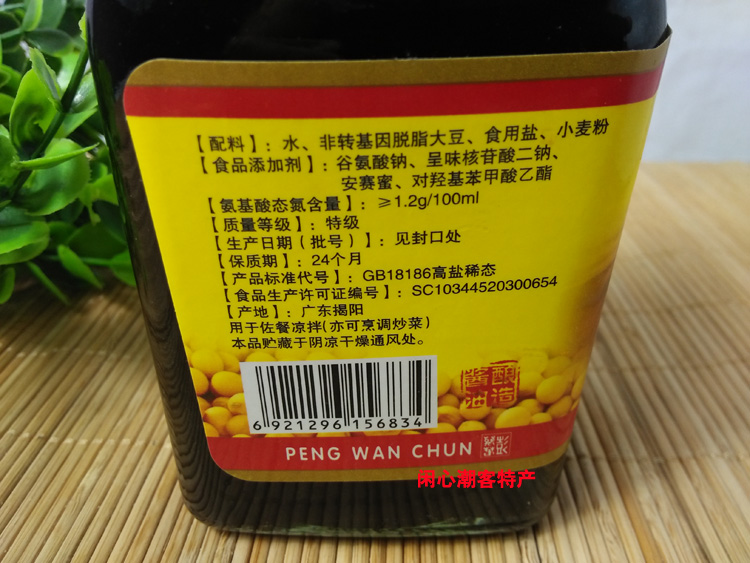 【配料】：水、非转基因脱脂大豆、食用盐、小麦粉
【食品添加剂】：谷氨酸钠、呈味核苷酸二钠、
安赛蜜、对羟基苯甲酸乙酯
【氨基酸态氮含量】：≥1.2g/100ml
【质量等级】：特级
【生产日期（批号）】：见封口处
【保质期】：24个月
【产品标准代号】：GB18186高盐稀态
【食品生产许可证编号】：SC10344520300654
【产地】：广东揭阳
用于佐餐凉拌(亦可烹调炒菜)
本品贮藏于阴凉干燥通风处。
6 921296 156834
酿造
酱油
PENG WAN CHUN
闲心潮客特产